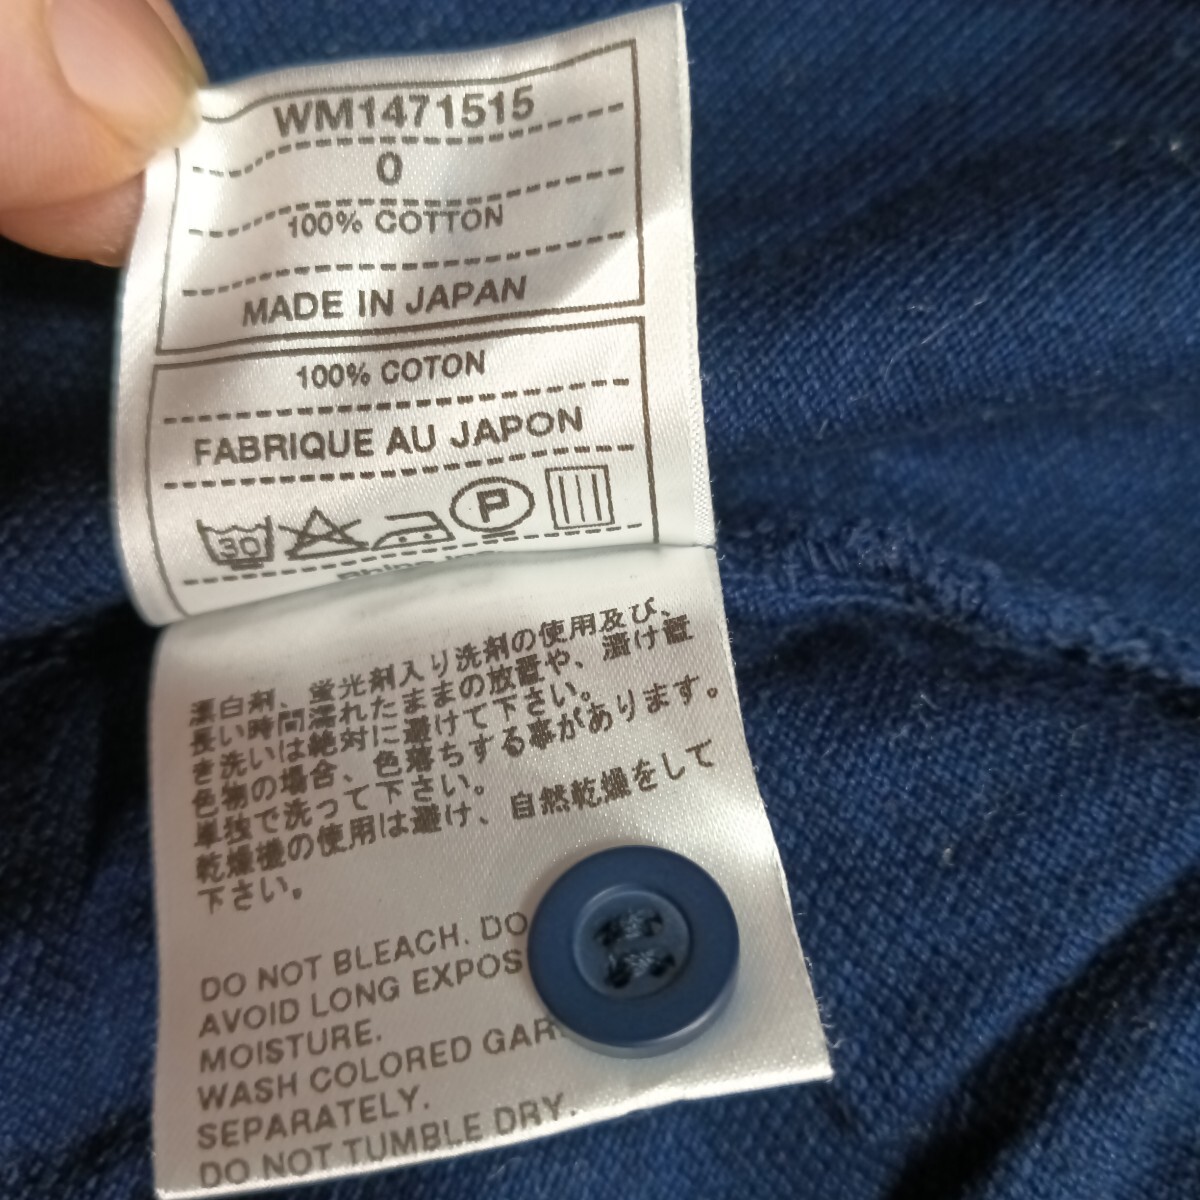 WM1471515
0
100% COTTON
MADE IN JAPAN
100% COTON
FABRIQUE AU JAPON
30 P
漂白剤、蛍光剤入り洗剤の使用及び、
長い時間濡れたままの放置や、漬け置
き洗いは絶対に避けて下さい。
色物の場合、色落ちする事があります。
単独で洗って下さい。
乾燥機の使用は避け、自然乾燥をして
下さい。
DO NOT BLEACH. DO
AVOID LONG EXPOS
MOISTURE.
WASH COLORED GAR
SEPARATELY.
DO NOT TUMBLE DRY.